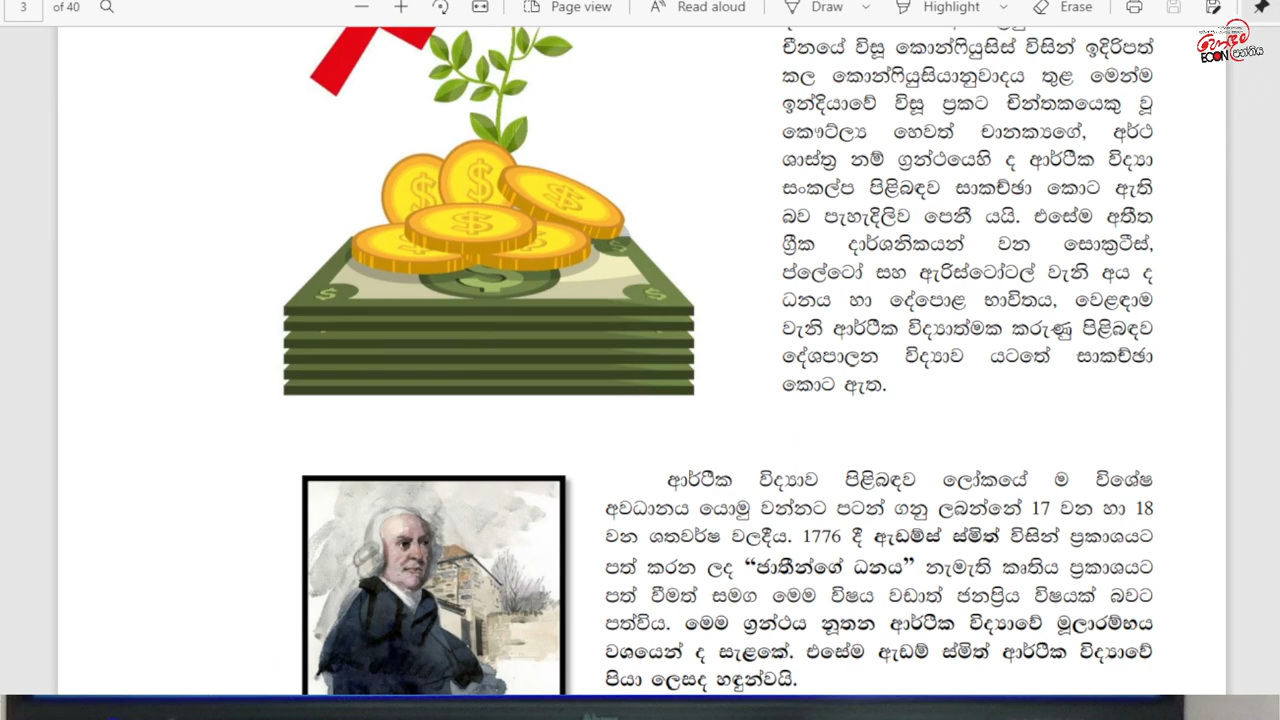 3 of 40 Page view Read aloud Draw Highlight Erase
ECON
චීනයේ විසූ කොන්ෆියුසිස් විසින් ඉදිරිපත්
කල කොන්ෆියුසියානුවාදය තුළ මෙන්ම
ඉන්දියාවේ විසූ ප්‍රකට චින්තකයෙකු වූ
කෞටිල්‍ය හෙවත් චානක්‍යගේ, අර්ථ
ශාස්ත්‍ර නම් ග්‍රන්ථයෙහි ද ආර්ථික විද්‍යා
සංකල්ප පිළිබඳව සාකච්ඡා කොට ඇති
බව පැහැදිලිව පෙනී යයි. එසේම අතීත
ග්‍රීක දාර්ශනිකයන් වන සොක්‍රටීස්,
ප්ලේටෝ සහ ඇරිස්ටෝටල් වැනි අය ද
ධනය හා දේපොළ භාවිතය, වෙළඳාම
වැනි ආර්ථික විද්‍යාත්මක කරුණු පිළිබඳව
දේශපාලන විද්‍යාව යටතේ සාකච්ඡා
කොට ඇත.
ආර්ථික විද්‍යාව පිළිබඳව ලෝකයේ ම විශේෂ
අවධානය යොමු වන්නට පටන් ගනු ලබන්නේ 17 වන හා 18
වන ශතවර්ෂ වලදීය. 1776 දී ඇඩම්ස් ස්මිත් විසින් ප්‍රකාශයට
පත් කරන ලද “ජාතීන්ගේ ධනය” නැමැති කෘතිය ප්‍රකාශයට
පත් වීමත් සමග මෙම විෂය වඩාත් ජනප්‍රිය විෂයක් බවට
පත්විය. මෙම ග්‍රන්ථය නූතන ආර්ථික විද්‍යාවේ මූලාරම්භය
වශයෙන් ද සැළකේ. එසේම ඇඩම් ස්මිත් ආර්ථික විද්‍යාවේ
පියා ලෙසද හඳුන්වයි.